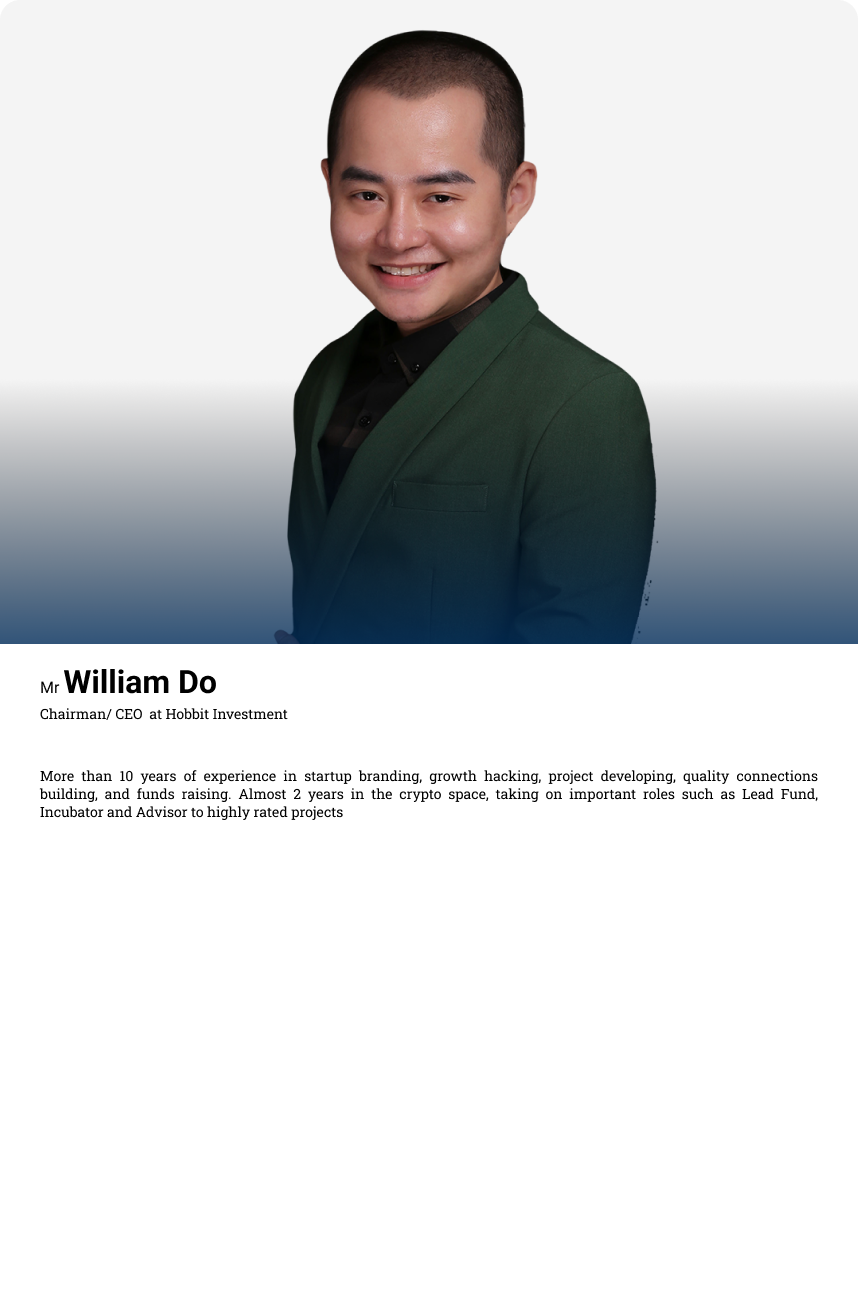 Mr William Do
Chairman/ CEO at Hobbit Investment
More than 10 years of experience in startup branding, growth hacking, project developing, quality connections
building, and funds raising. Almost 2 years in the crypto space, taking on important roles such as Lead Fund,
Incubator and Advisor to highly rated projects